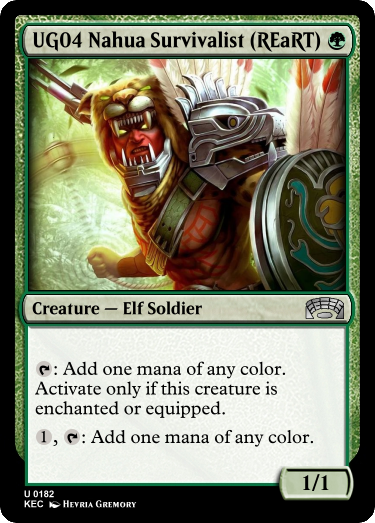 UG04 Nahua Survivalist (REaRT)
Creature — Elf Soldier
: Add one mana of any color.
Activate only if this creature is
enchanted or equipped.
1, : Add one mana of any color.
1/1
U 0182
KEC Hevria Gremory